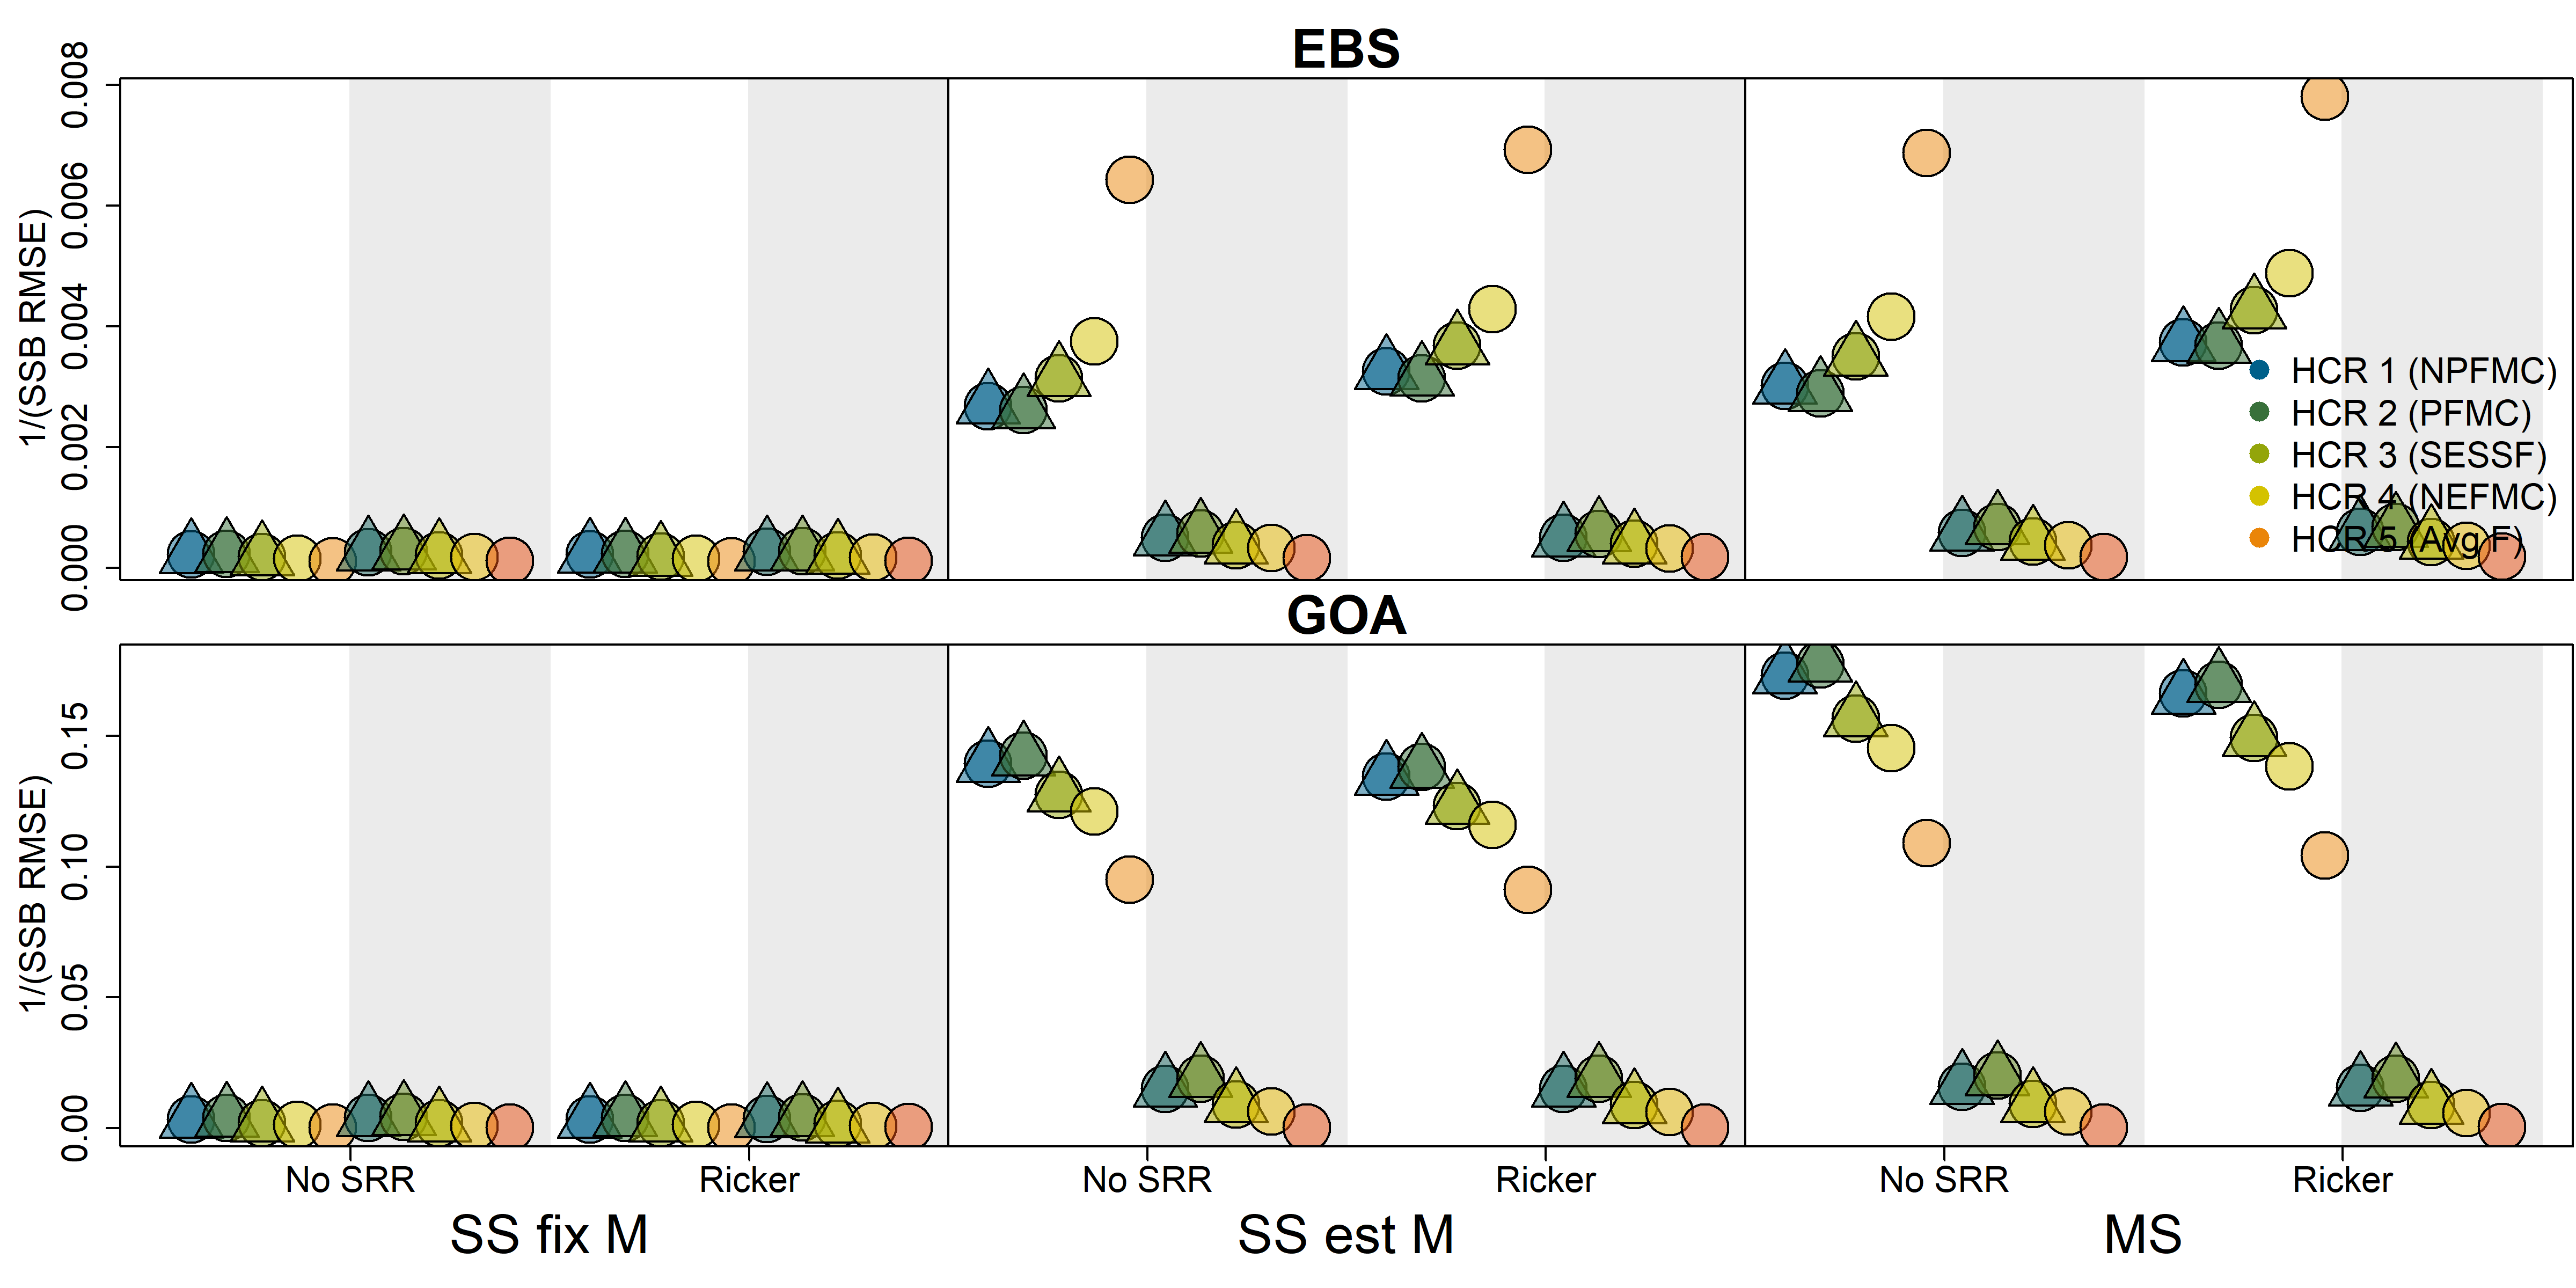 EBS
1/(SSB RMSE)
0.008
0.006
0.004
0.002
0.000
HCR 1 (NPFMC)
HCR 2 (PFMC)
HCR 3 (SESSF)
HCR 4 (NEFMC)
HCR 5 (Avg F)
GOA
1/(SSB RMSE)
0.15
0.10
0.05
0.00
No SRR Ricker No SRR Ricker No SRR Ricker
SS fix M SS est M MS